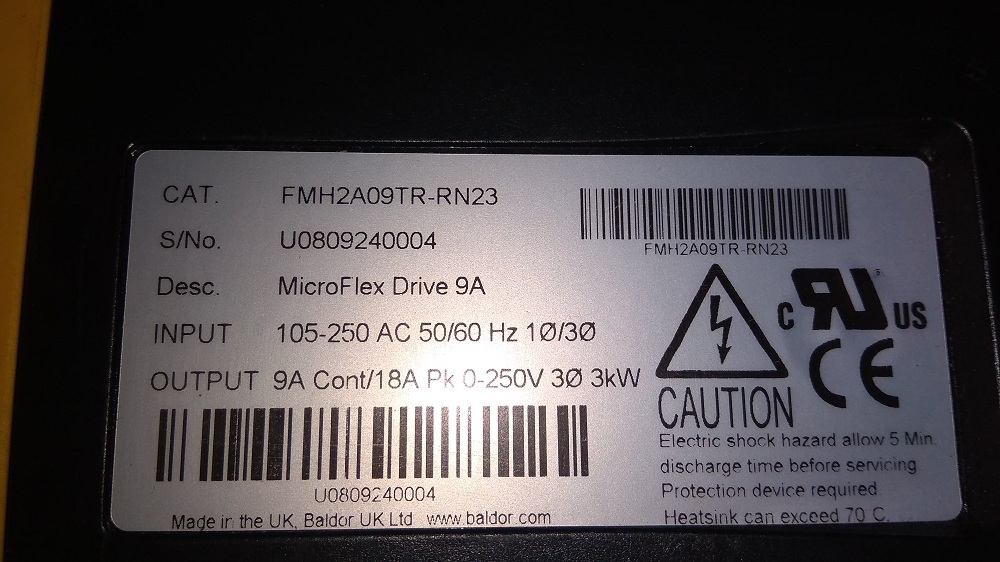 CAT. FMH2A09TR-RN23
S/No. U0809240004
Desc. MicroFlex Drive 9A
INPUT 105-250 AC 50/60 Hz 1Ø/3Ø
OUTPUT 9A Cont/18A Pk 0-250V 3Ø 3kW
U0809240004
Made in the UK, Baldor UK Ltd www.baldor.com
FMH2A09TR-RN23
C UR ® US
CE
CAUTION
Electric shock hazard allow 5 Min.
discharge time before servicing
Protection device required
Heatsink can exceed 70 C.